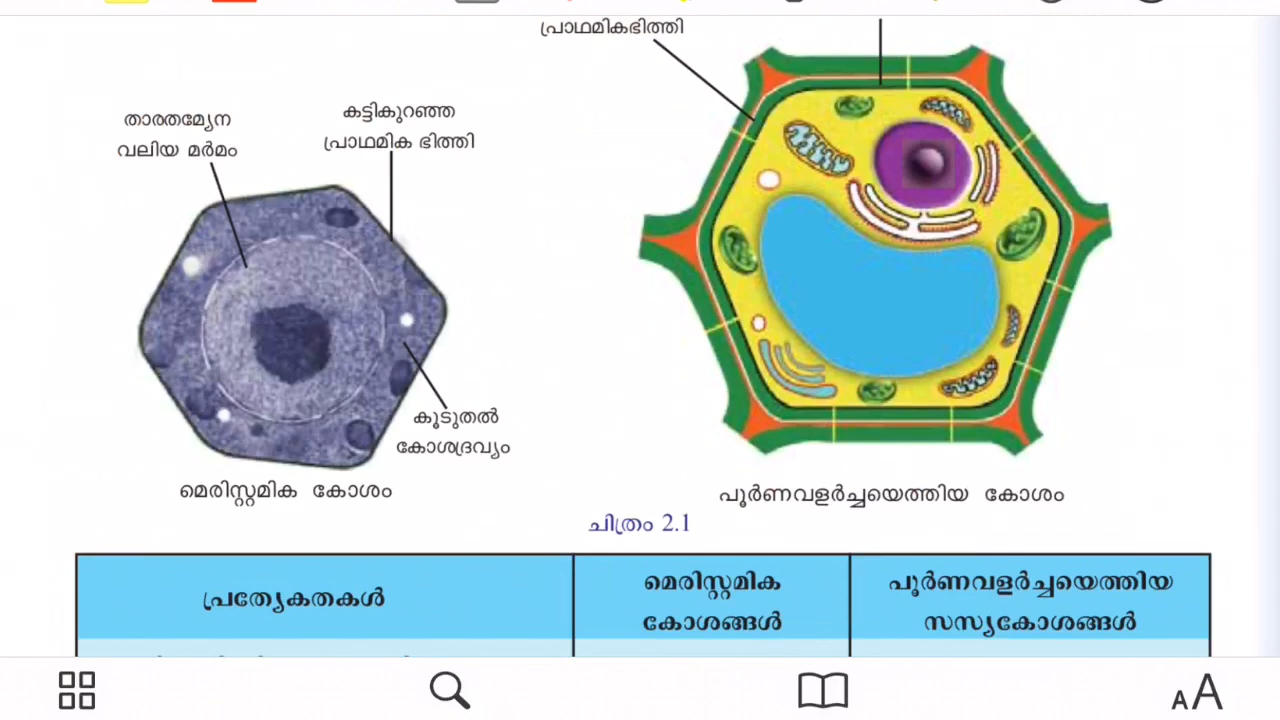 പ്രാഥമികഭിത്തി
താരതമ്യേന
വലിയ മർമം
കട്ടികുറഞ്ഞ
പ്രാഥമിക ഭിത്തി
കൂടുതൽ
കോശദ്രവ്യം
മെരിസ്റ്റമിക കോശം
പൂർണവളർച്ചയെത്തിയ കോശം
ചിത്രം 2.1
പ്രത്യേകതകൾ
മെരിസ്റ്റമിക
കോശങ്ങൾ
പൂർണവളർച്ചയെത്തിയ
സസ്യകോശങ്ങൾ
AA